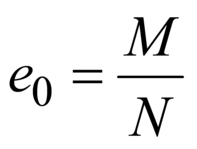 e₀ = M/N